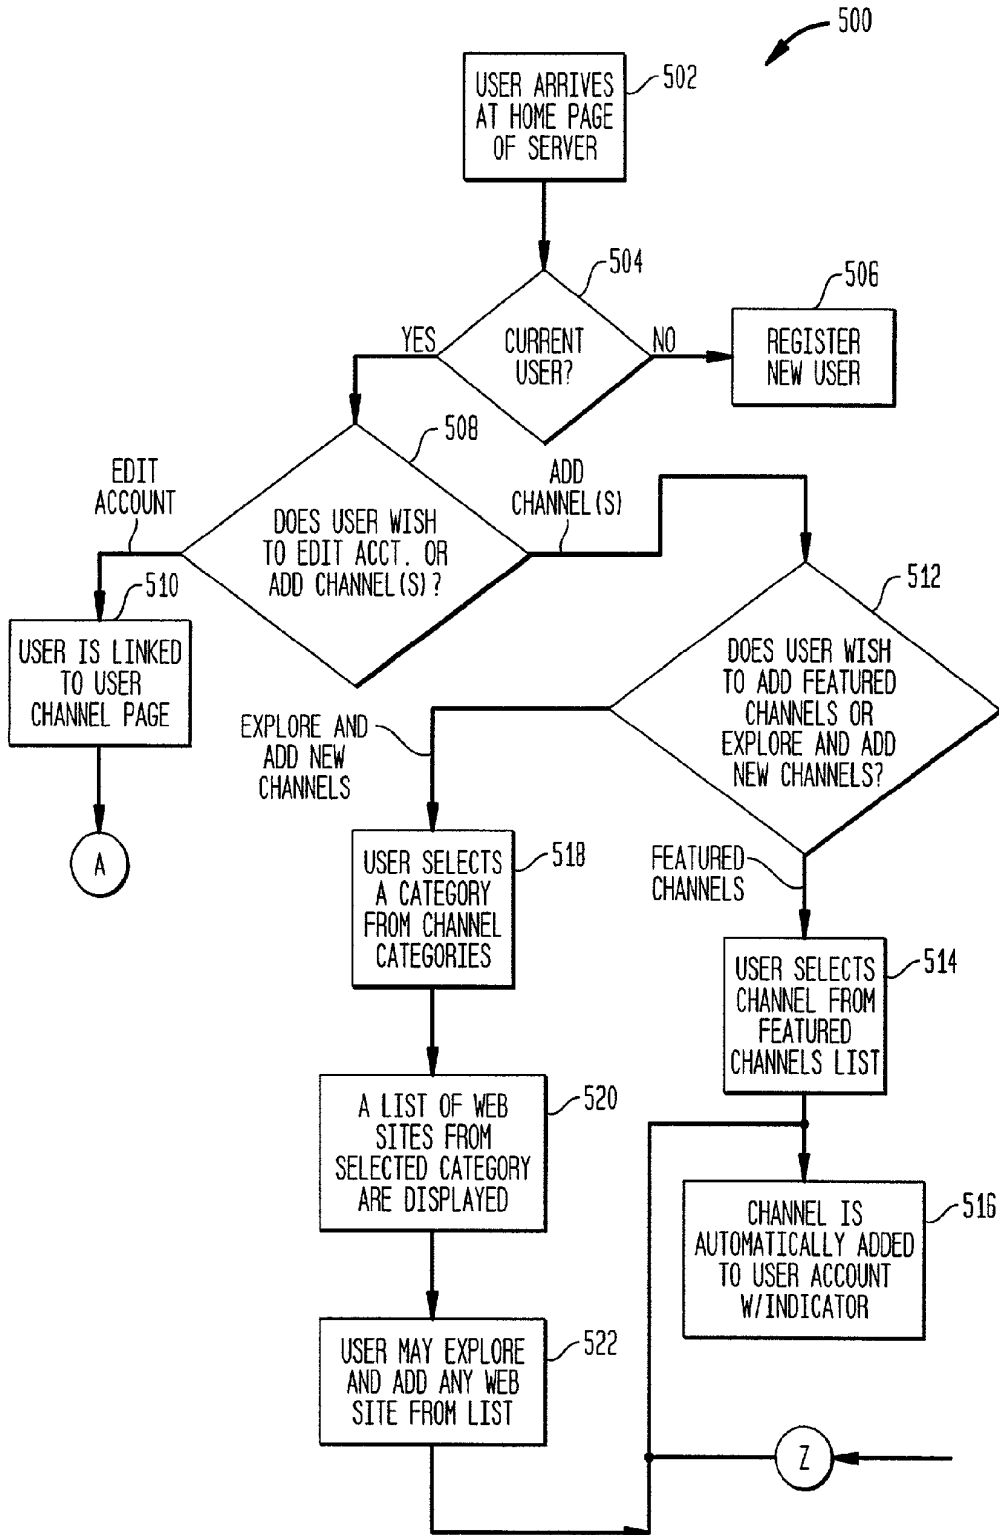 500
USER ARRIVES
AT HOME PAGE
OF SERVER
502
504
CURRENT
USER?
YES
NO
506
REGISTER
NEW USER
508
DOES USER WISH
TO EDIT ACCT. OR
ADD CHANNEL(S)?
EDIT
ACCOUNT
ADD
CHANNEL(S)
510
USER IS LINKED
TO USER
CHANNEL PAGE
A
512
DOES USER WISH
TO ADD FEATURED
CHANNELS OR
EXPLORE AND ADD
NEW CHANNELS?
EXPLORE AND
ADD NEW
CHANNELS
FEATURED
CHANNELS
518
USER SELECTS
A CATEGORY
FROM CHANNEL
CATEGORIES
514
USER SELECTS
CHANNEL FROM
FEATURED
CHANNELS LIST
520
A LIST OF WEB
SITES FROM
SELECTED CATEGORY
ARE DISPLAYED
516
CHANNEL IS
AUTOMATICALLY ADDED
TO USER ACCOUNT
W/INDICATOR
522
USER MAY EXPLORE
AND ADD ANY WEB
SITE FROM LIST
Z